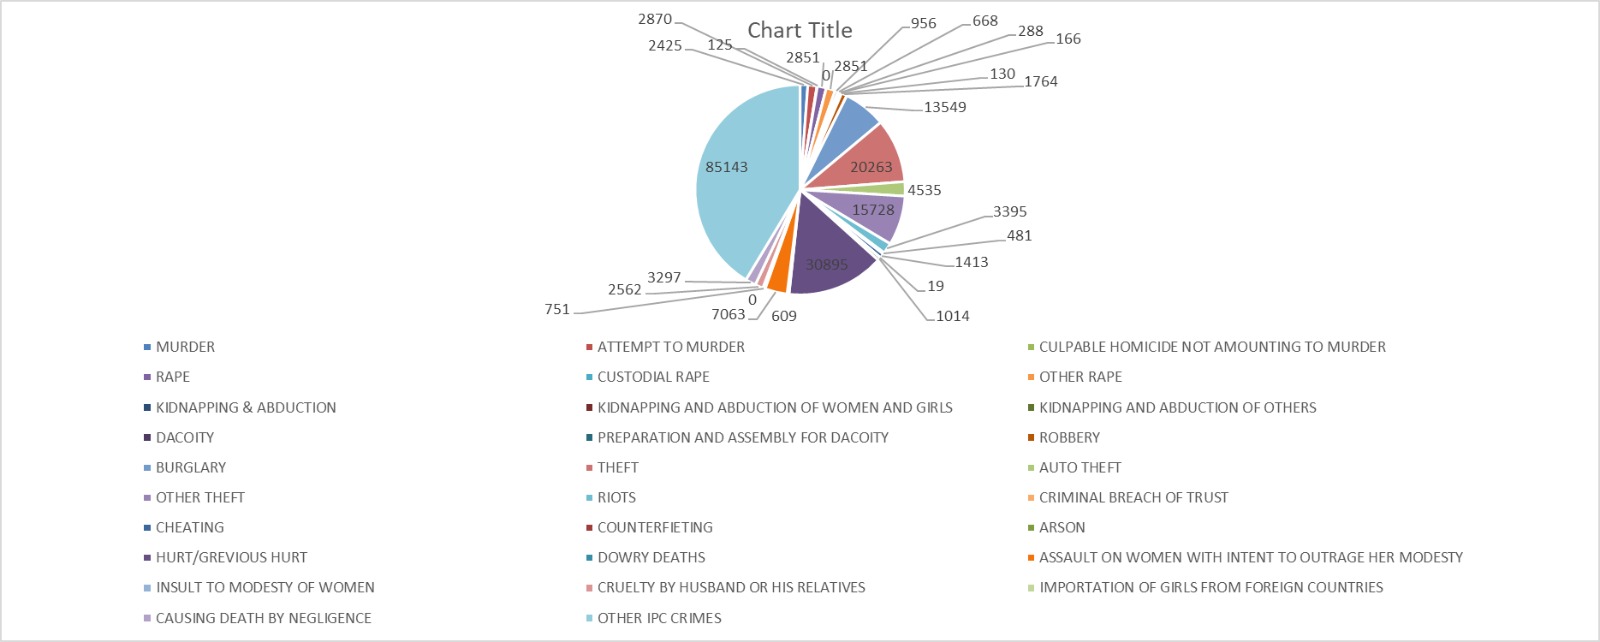 Chart Title
2870
2425
125
2851
0
2851
956
668
288
166
130
1764
13549
20263
4535
15728
3395
481
1413
19
1014
30895
609
7063
0
2562
751
3297
85143
MURDER ATTEMPT TO MURDER CULPABLE HOMICIDE NOT AMOUNTING TO MURDER
RAPE CUSTODIAL RAPE OTHER RAPE
KIDNAPPING & ABDUCTION KIDNAPPING AND ABDUCTION OF WOMEN AND GIRLS KIDNAPPING AND ABDUCTION OF OTHERS
DACOITY PREPARATION AND ASSEMBLY FOR DACOITY ROBBERY
BURGLARY THEFT AUTO THEFT
OTHER THEFT RIOTS CRIMINAL BREACH OF TRUST
CHEATING COUNTERFIETING ARSON
HURT/GREVIOUS HURT DOWRY DEATHS ASSAULT ON WOMEN WITH INTENT TO OUTRAGE HER MODESTY
INSULT TO MODESTY OF WOMEN CRUELTY BY HUSBAND OR HIS RELATIVES IMPORTATION OF GIRLS FROM FOREIGN COUNTRIES
CAUSING DEATH BY NEGLIGENCE OTHER IPC CRIMES